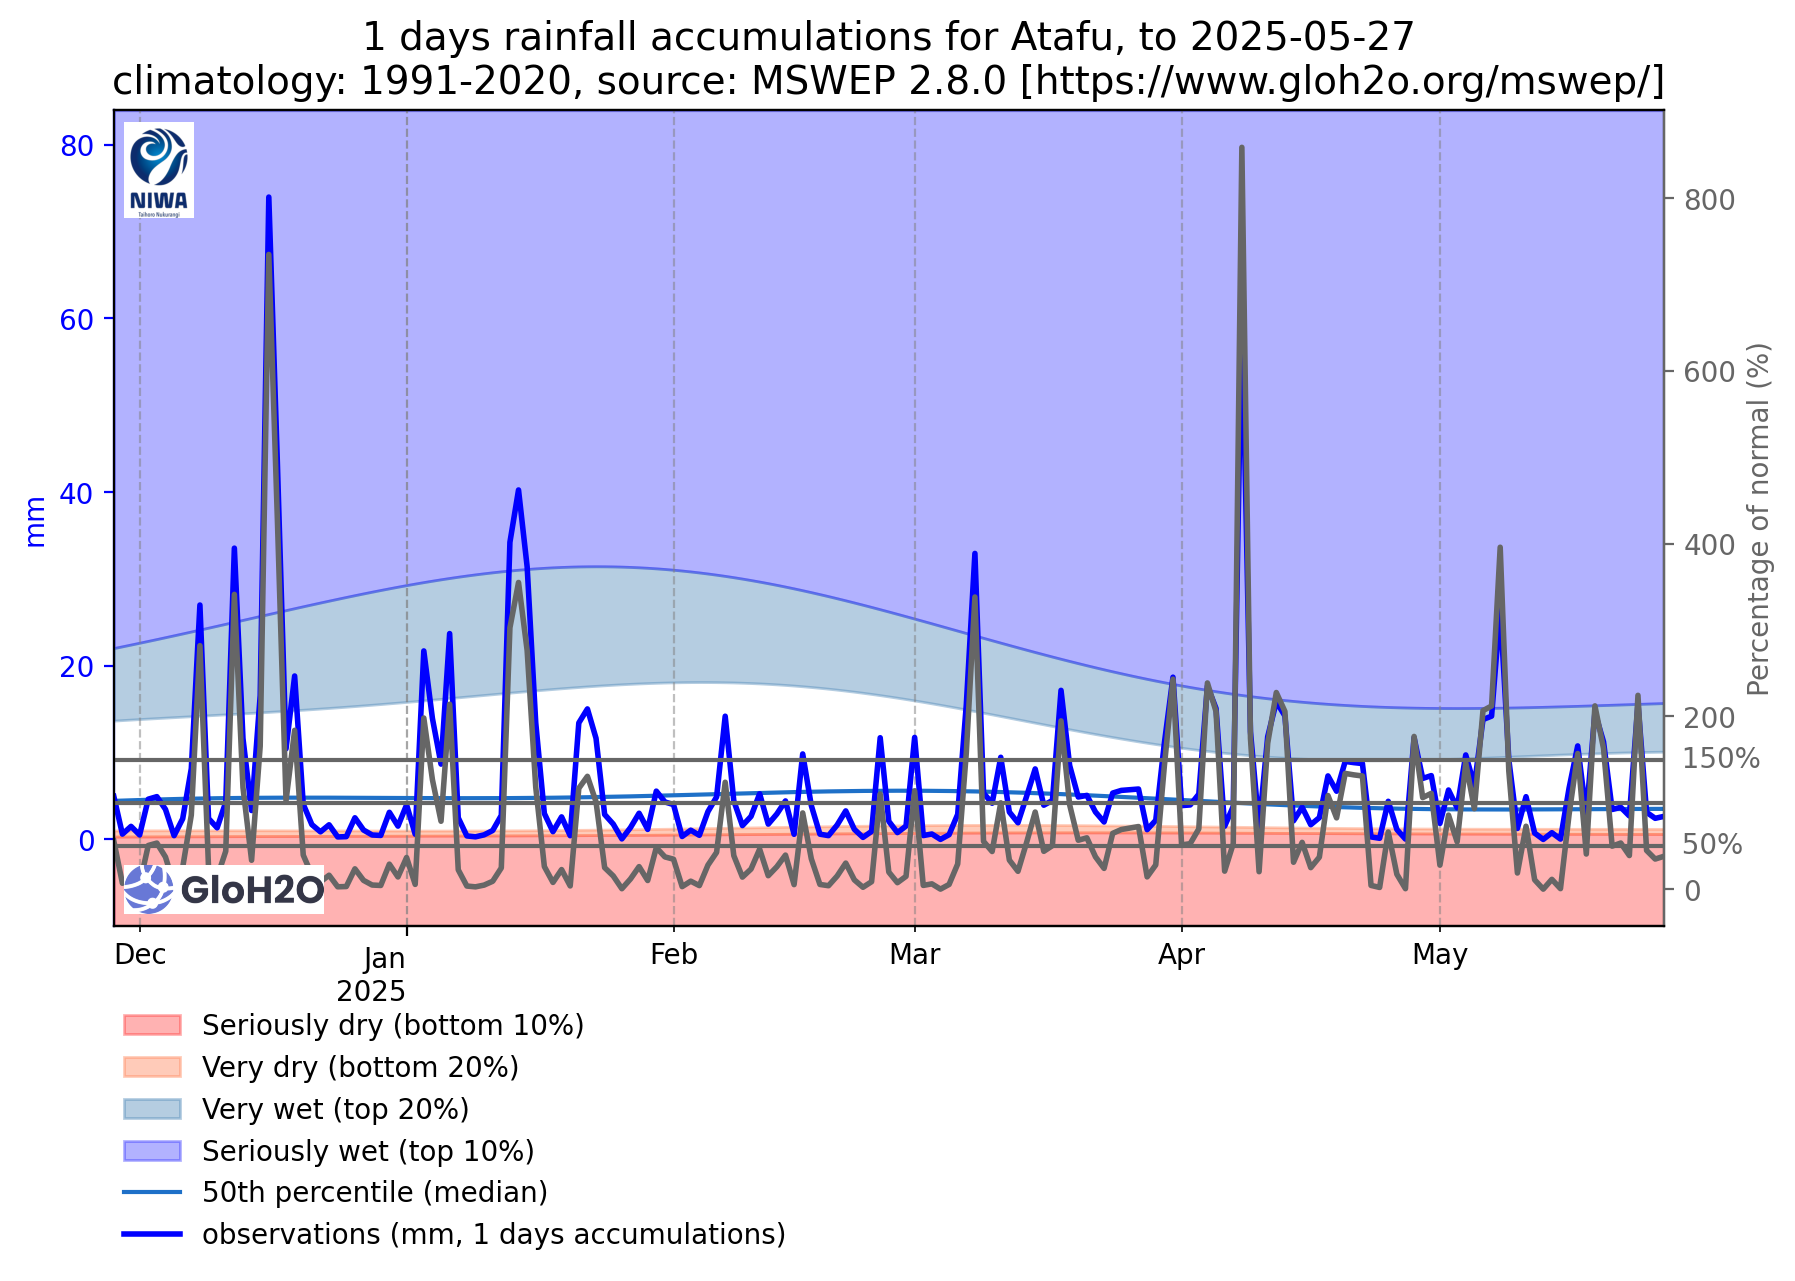 1 days rainfall accumulations for Atafu, to 2025-05-27
climatology: 1991-2020, source: MSWEP 2.8.0 [https://www.gloh2o.org/mswep/]
NIWA
Taihoro Nukurangi
80
60
40
20
0
mm
800
600
400
200
150%
50%
0
Percentage of normal (%)
GloH2O
Dec
Jan
2025
Feb
Mar
Apr
May
Seriously dry (bottom 10%)
Very dry (bottom 20%)
Very wet (top 20%)
Seriously wet (top 10%)
50th percentile (median)
observations (mm, 1 days accumulations)